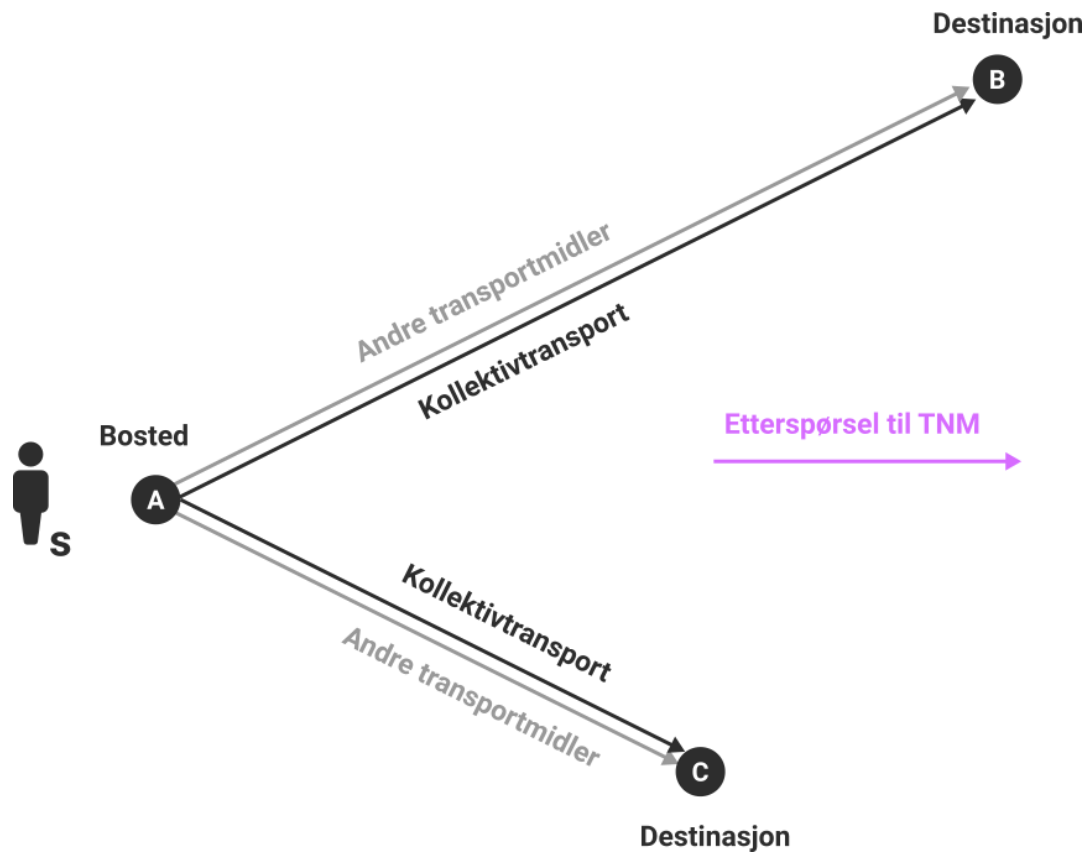 Destinasjon
B
Andre transportmidler
Kollektivtransport
Bosted
Etterspørsel til TNM
A
S
Kollektivtransport
Andre transportmidler
C
Destinasjon